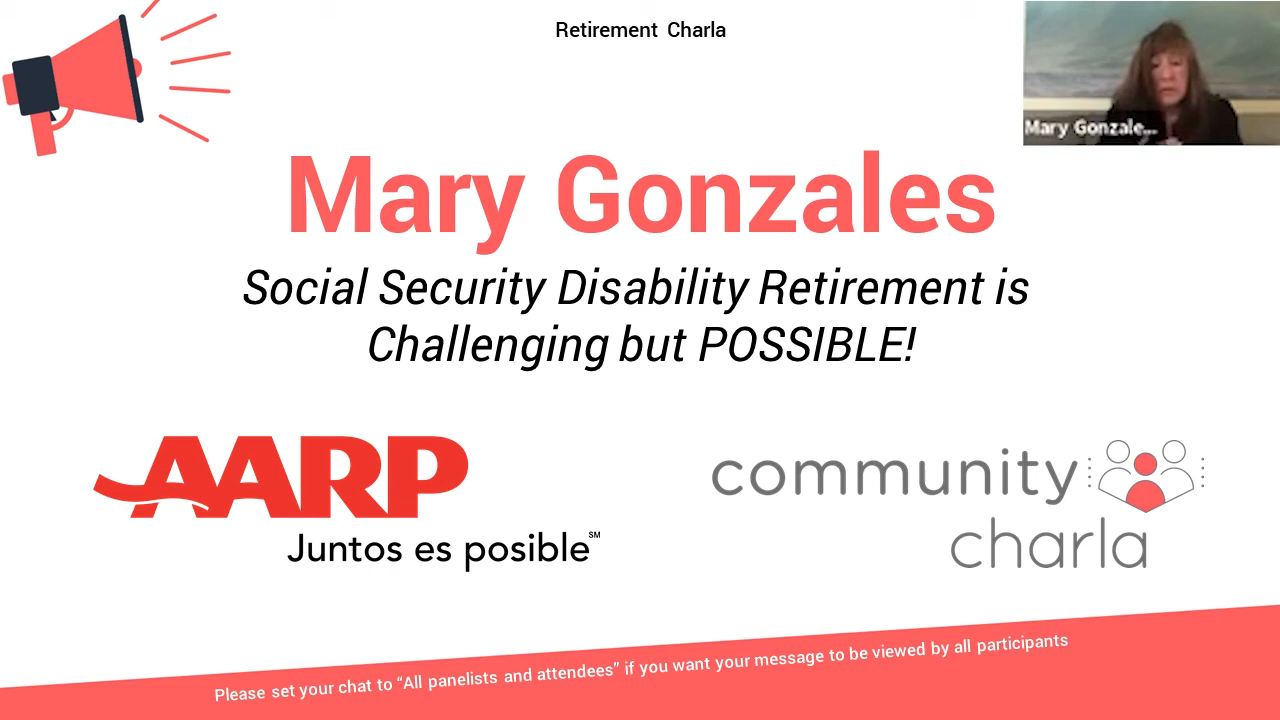 Retirement Charla
Mary Gonzale...
Mary Gonzales
Social Security Disability Retirement is
Challenging but POSSIBLE!
AARP
Juntos es posible℠
community
charla
Please set your chat to “All panelists and attendees” if you want your message to be viewed by all participants